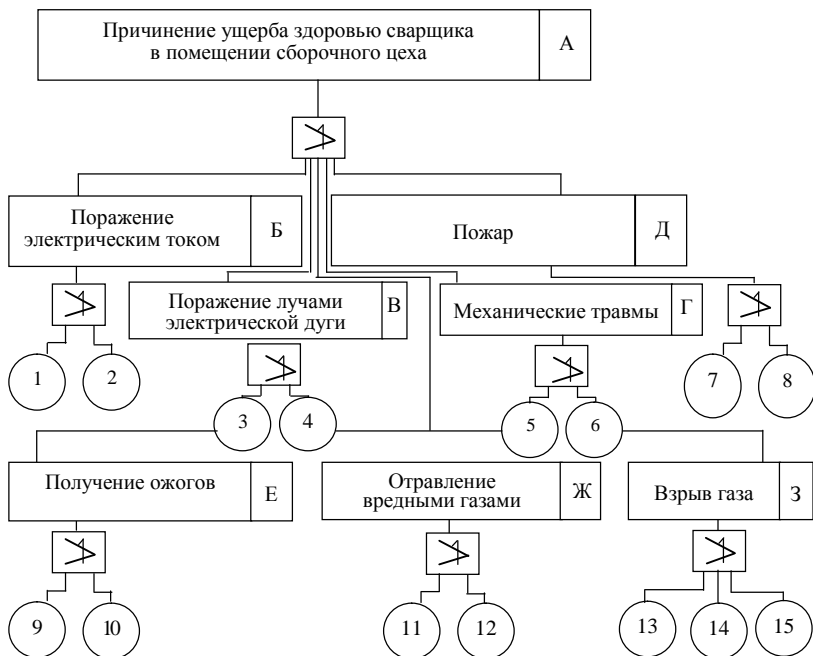 Причинение ущерба здоровью сварщика
в помещении сборочного цеха
А
Поражение
электрическим током
Б
Пожар
Д
Поражение лучами
электрической дуги
В
Механические травмы
Г
1
2
3
4
5
6
7
8
Получение ожогов
Е
Отравление
вредными газами
Ж
Взрыв газа
З
9
10
11
12
13
14
15